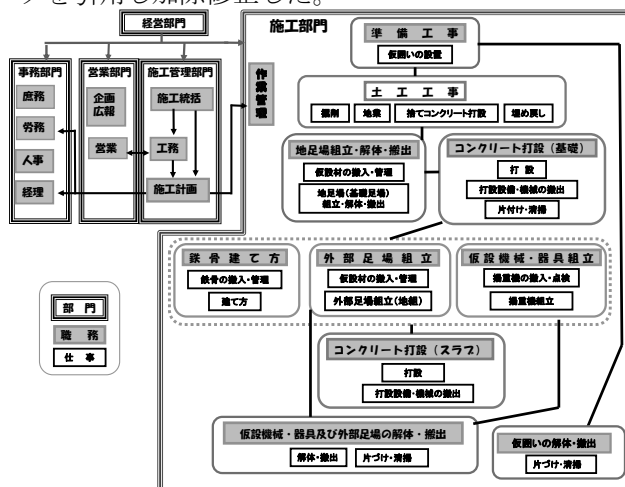 タを引用し加除修正した。
経営部門
施工部門
事務部門
庶務
労務
人事
経理
営業部門
企画
広報
営業
施工管理部門
施工統括
工務
施工計画
作業管理
準備工事
仮囲いの設置
土工工事
掘削
地業
捨てコンクリート打設
埋め戻し
地足場組立・解体・搬出
仮設材の搬入・管理
地足場(基礎足場)
組立・解体・搬出
コンクリート打設(基礎)
打設
打設設備・機械の搬出
片付け・清掃
鉄骨建て方
鉄骨の搬入・管理
建て方
外部足場組立
仮設材の搬入・管理
外部足場組立(地組)
仮設機械・器具組立
揚重機の搬入・点検
揚重機組立
コンクリート打設(スラブ)
打設
打設設備・機械の搬出
仮設機械・器具及び外部足場の解体・搬出
解体・搬出
片づけ・清掃
仮囲いの解体・搬出
片づけ・清掃
部門
職務
仕事